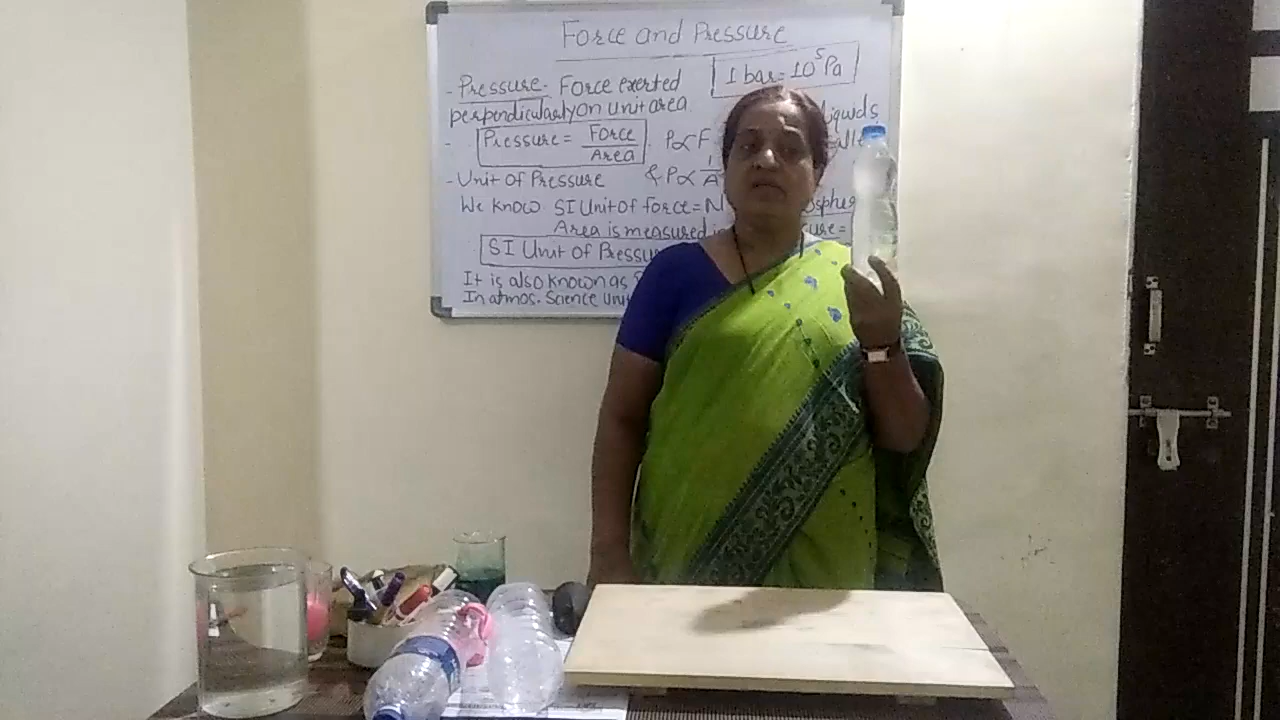 Force and Pressure
- Pressure- Force exerted
perpendicularly on unit area.
1 bar = 10⁵ Pa
- Pressure = Force / Area
P ∝ F
& P ∝ 1/A
liquids
- Unit of Pressure
We know SI Unit of force = N
Area is measured in
SI Unit of Pressu
It is also known as
In atmos. Science Unit